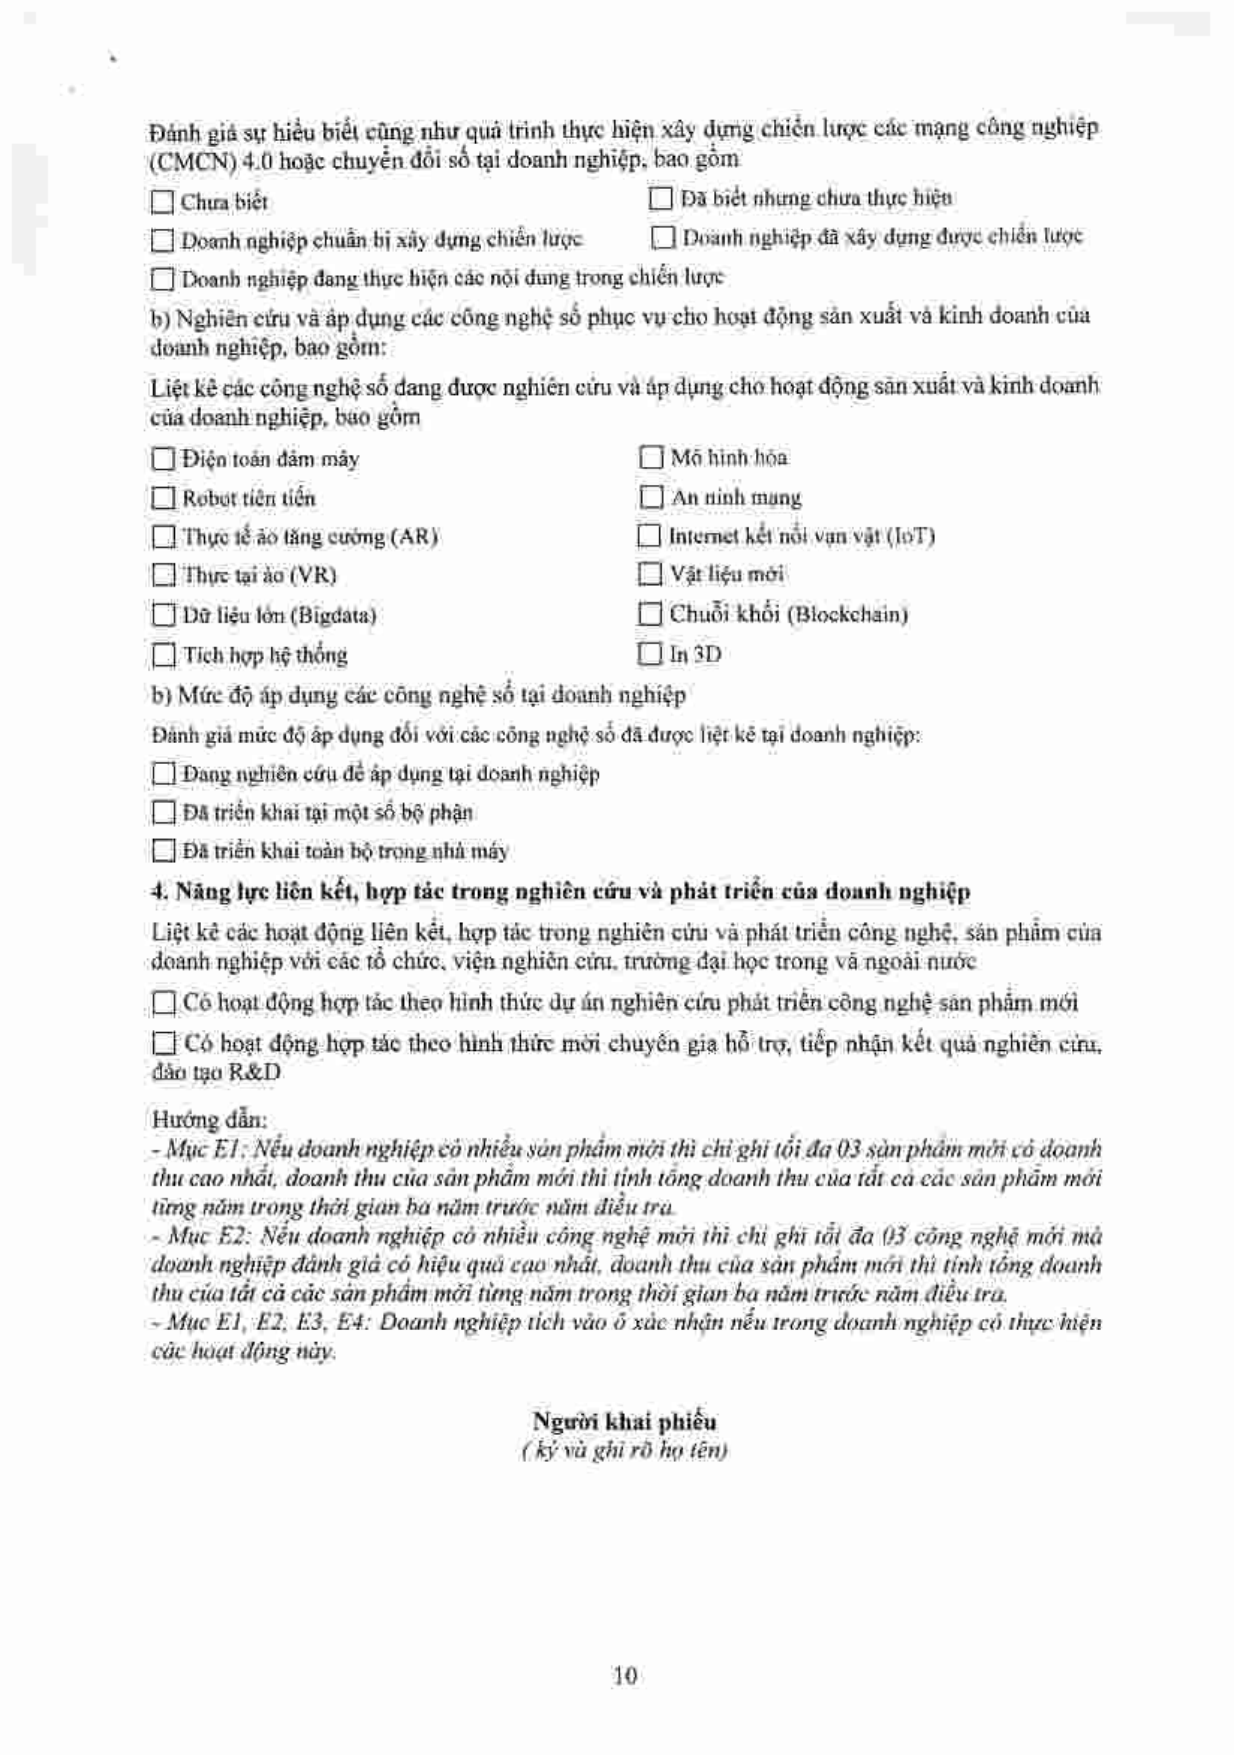 Đánh giá sự hiểu biết cũng như quá trình thực hiện xây dựng chiến lược các mạng công nghiệp
(CMCN) 4.0 hoặc chuyển đổi số tại doanh nghiệp, bao gồm
☐ Chưa biết ☐ Đã biết nhưng chưa thực hiện
☐ Doanh nghiệp chuẩn bị xây dựng chiến lược ☐ Doanh nghiệp đã xây dựng được chiến lược
☐ Doanh nghiệp đang thực hiện các nội dung trong chiến lược
b) Nghiên cứu và áp dụng các công nghệ số phục vụ cho hoạt động sản xuất và kinh doanh của
doanh nghiệp, bao gồm:
Liệt kê các công nghệ số đang được nghiên cứu và áp dụng cho hoạt động sản xuất và kinh doanh
của doanh nghiệp, bao gồm
☐ Điện toán đám mây ☐ Mô hình hóa
☐ Robot tiên tiến ☐ An ninh mạng
☐ Thực tế ảo tăng cường (AR) ☐ Internet kết nối vạn vật (IoT)
☐ Thực tại ảo (VR) ☐ Vật liệu mới
☐ Dữ liệu lớn (Bigdata) ☐ Chuỗi khối (Blockchain)
☐ Tích hợp hệ thống ☐ In 3D
b) Mức độ áp dụng các công nghệ số tại doanh nghiệp
Đánh giá mức độ áp dụng đối với các công nghệ số đã được liệt kê tại doanh nghiệp:
☐ Đang nghiên cứu để áp dụng tại doanh nghiệp
☐ Đã triển khai tại một số bộ phận
☐ Đã triển khai toàn bộ trong nhà máy
4. Năng lực liên kết, hợp tác trong nghiên cứu và phát triển của doanh nghiệp
Liệt kê các hoạt động liên kết, hợp tác trong nghiên cứu và phát triển công nghệ, sản phẩm của
doanh nghiệp với các tổ chức, viện nghiên cứu, trường đại học trong và ngoài nước
☐ Có hoạt động hợp tác theo hình thức dự án nghiên cứu phát triển công nghệ sản phẩm mới
☐ Có hoạt động hợp tác theo hình thức mời chuyên gia hỗ trợ, tiếp nhận kết quả nghiên cứu,
đào tạo R&D
Hướng dẫn:
- Mục E1: Nếu doanh nghiệp có nhiều sản phẩm mới thì chỉ ghi tối đa 03 sản phẩm mới có doanh
thu cao nhất, doanh thu của sản phẩm mới thì tính tổng doanh thu của tất cả các sản phẩm mới
từng năm trong thời gian ba năm trước năm điều tra.
- Mục E2: Nếu doanh nghiệp có nhiều công nghệ mới thì chỉ ghi tối đa 03 công nghệ mới mà
doanh nghiệp đánh giá có hiệu quả cao nhất, doanh thu của sản phẩm mới thì tính tổng doanh
thu của tất cả các sản phẩm mới từng năm trong thời gian ba năm trước năm điều tra.
- Mục E1, E2, E3, E4: Doanh nghiệp tích vào ô xác nhận nếu trong doanh nghiệp có thực hiện
các hoạt động này.
Người khai phiếu
( ký và ghi rõ họ tên)
10